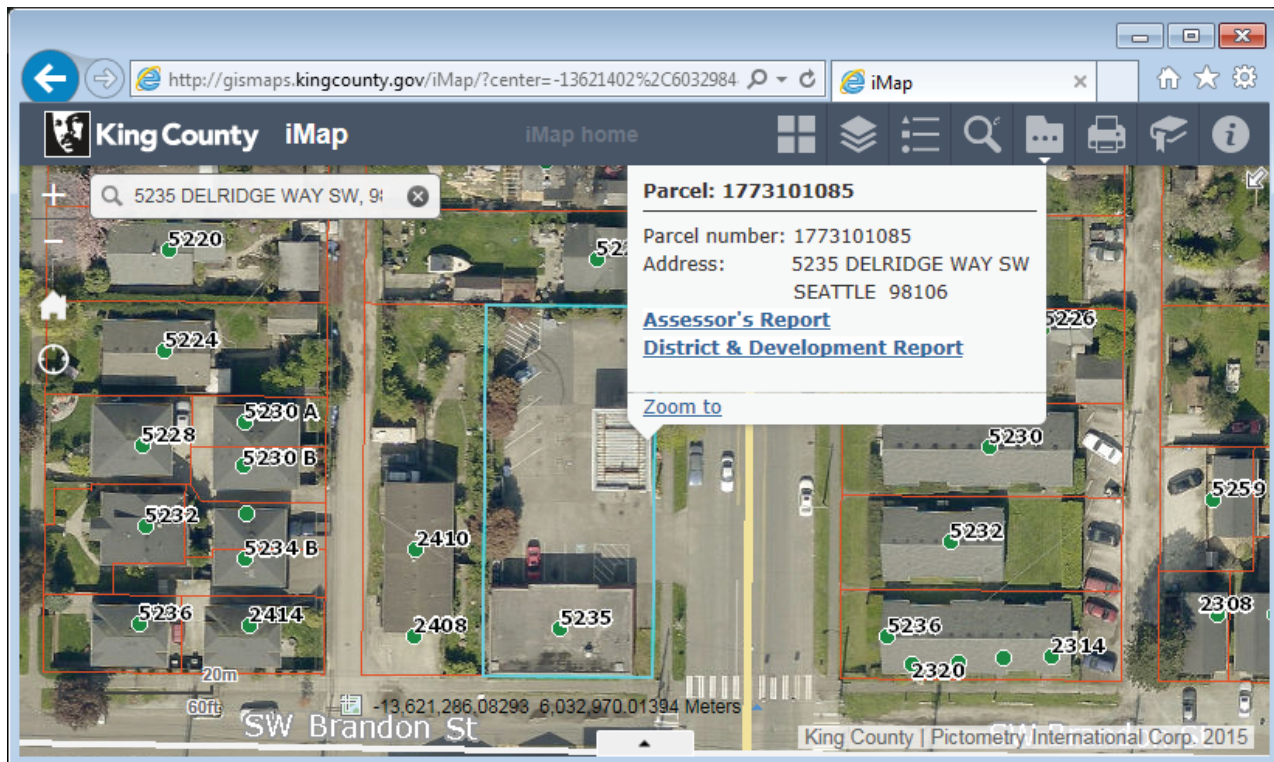 http://gismaps.kingcounty.gov/iMap/?center=-13621402%2C6032984
iMap
King County iMap
iMap home
5235 DELRIDGE WAY SW, 98
Parcel: 1773101085
Parcel number: 1773101085
Address: 5235 DELRIDGE WAY SW
SEATTLE 98106
Assessor's Report
District & Development Report
Zoom to
5220
5224
5226
5230 A
5228
5230
5230 B
5259
5232
2410
5232
5234 B
5236
2414
2408
5235
5236
2308
2314
2320
20m
60ft
-13,621,286.08293 6,032,970.01394 Meters
SW Brandon St
King County | Pictometry International Corp. 2015